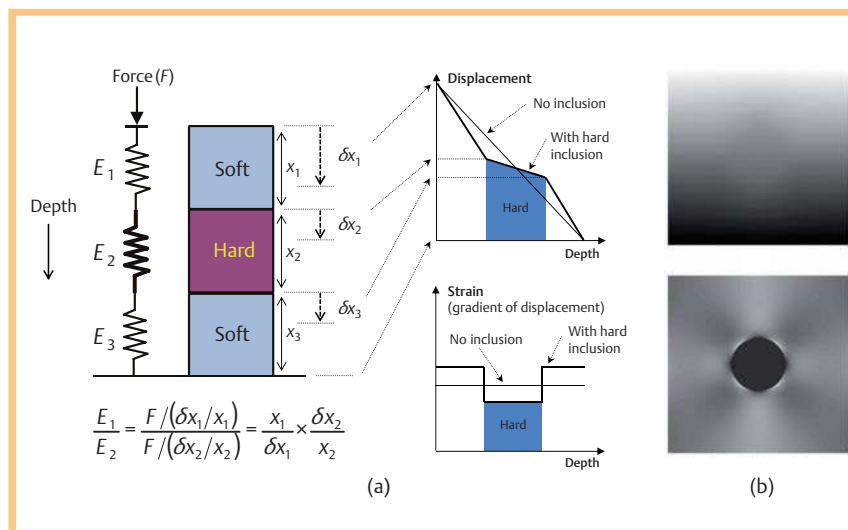 Force (F)
Depth
E1
E2
E3
Soft
Hard
Soft
x1
x2
x3
δx1
δx2
δx3
E1/E2 = F/(δx1/x1)/F/(δx2/x2) = x1/δx1 × δx2/x2
Displacement
No inclusion
With hard
inclusion
Hard
Depth
Strain
(gradient of displacement)
No inclusion
With hard
inclusion
Hard
Depth
(a)
(b)